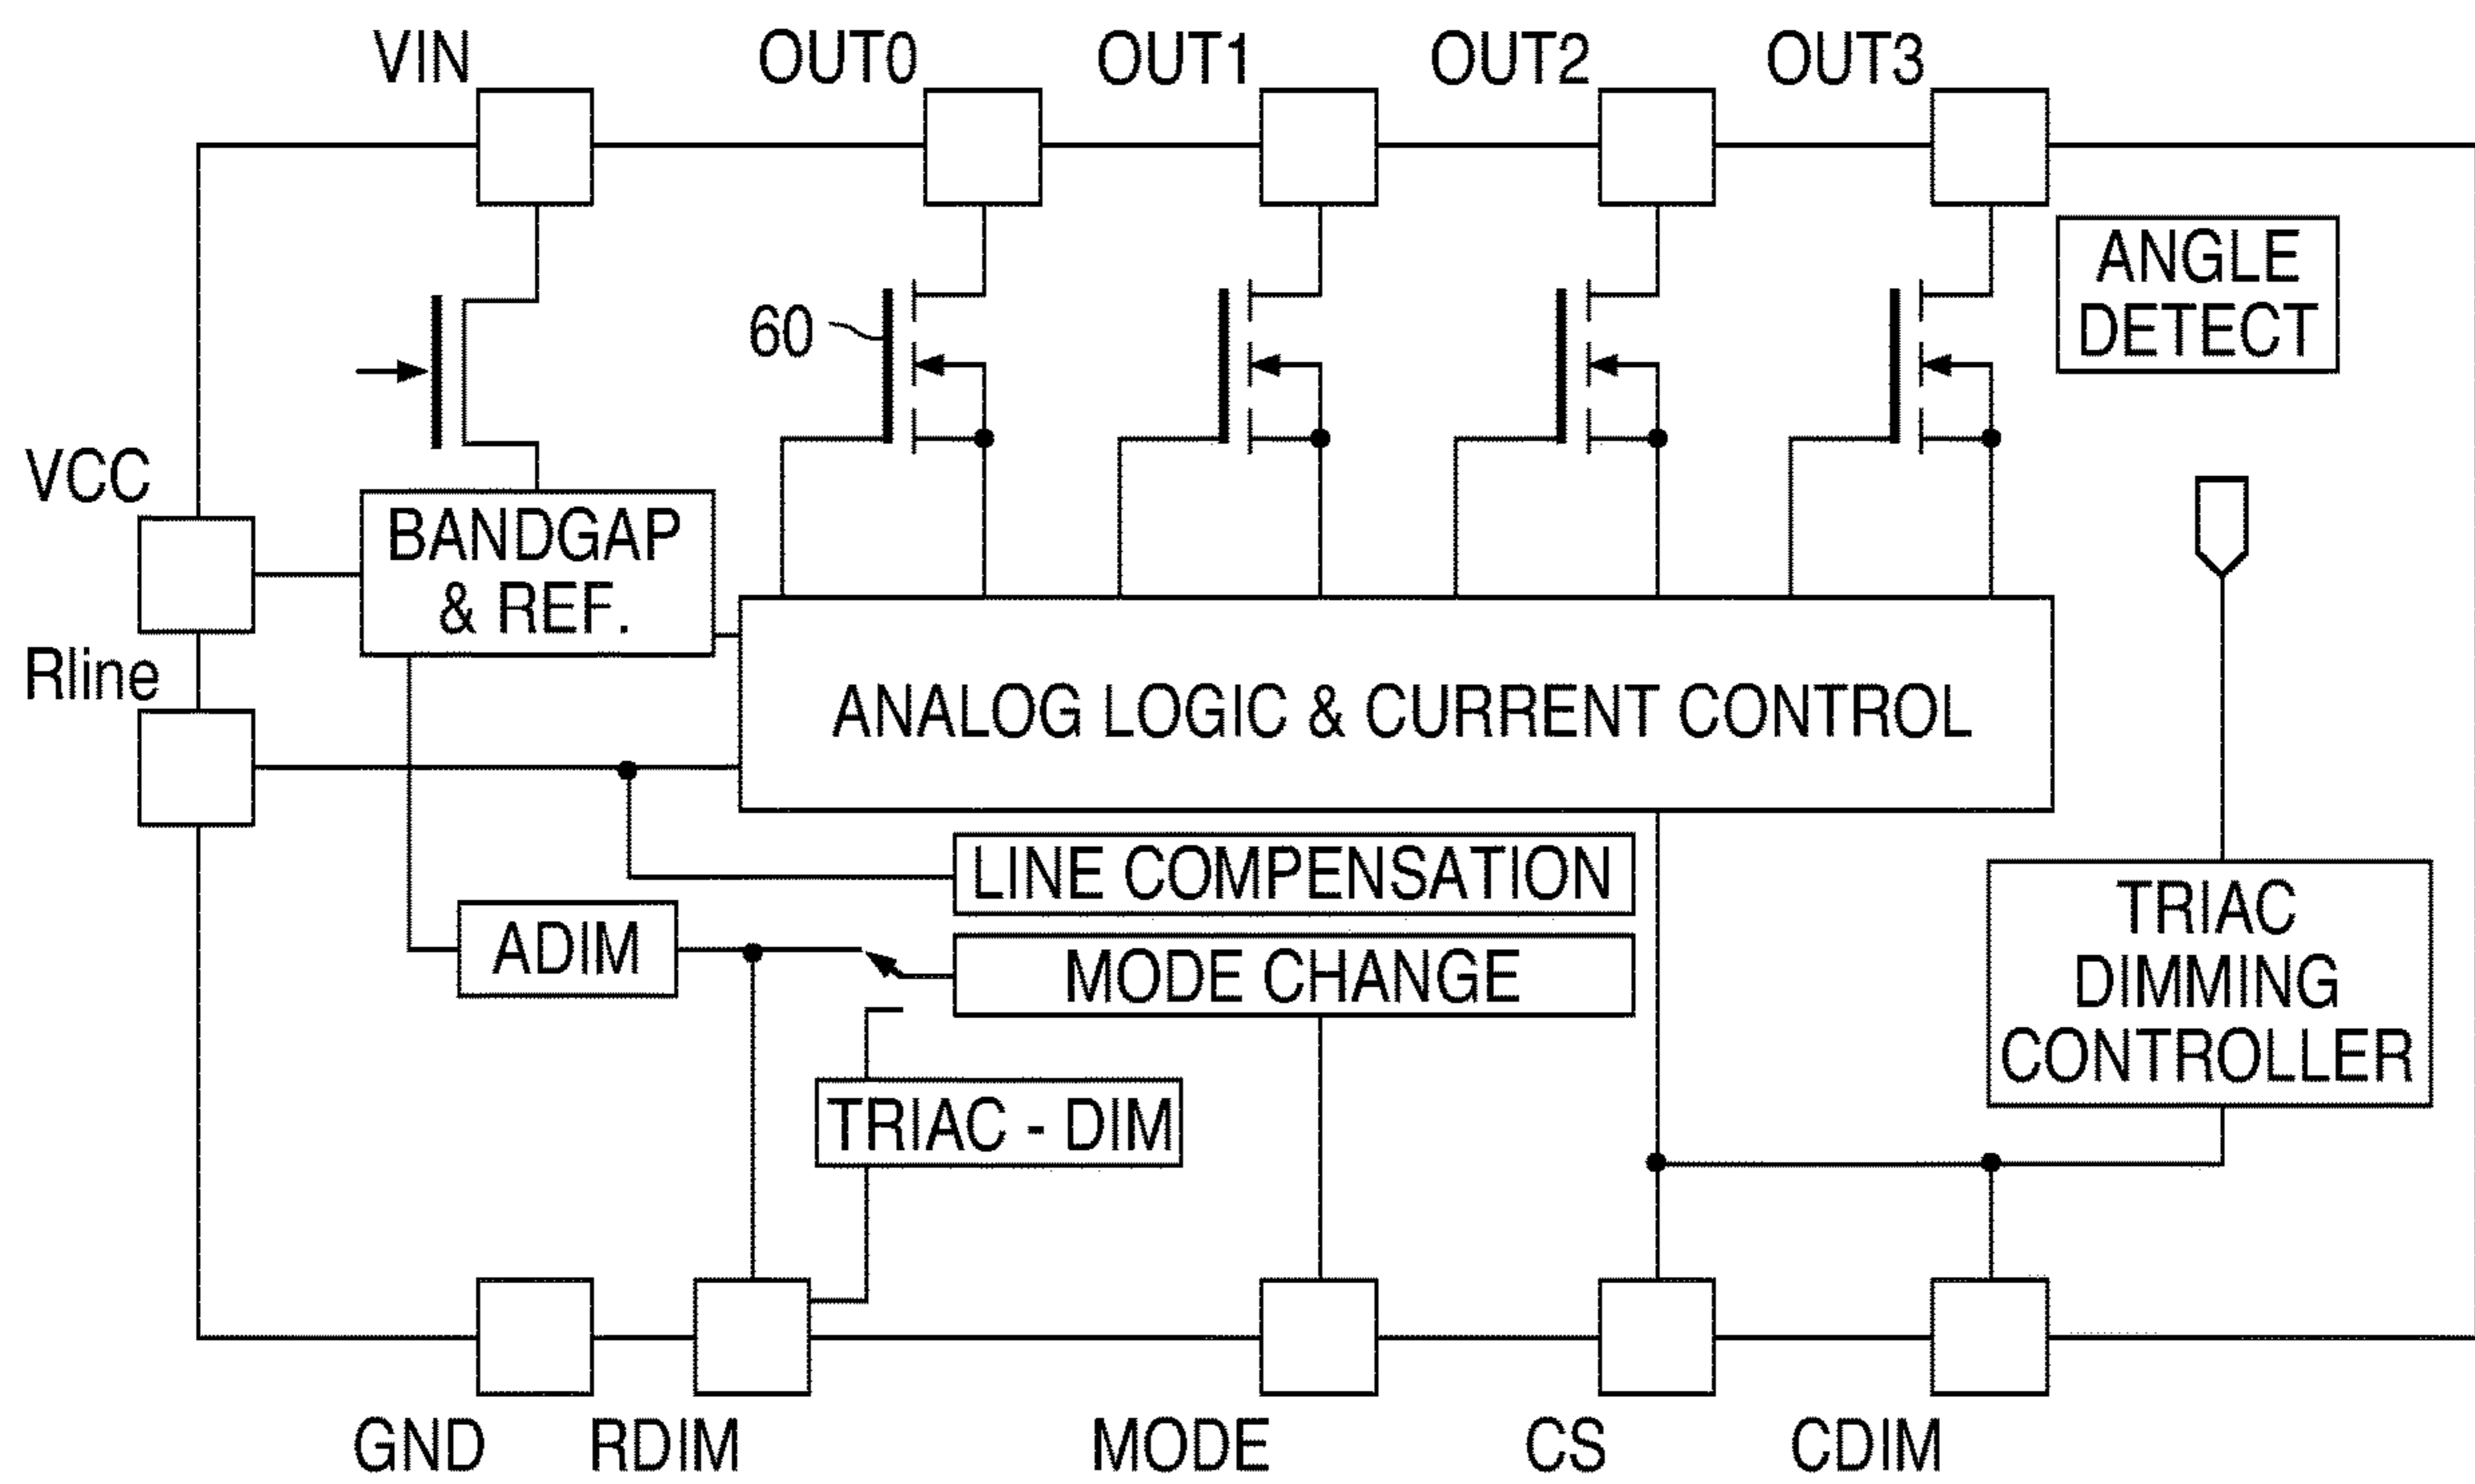 VIN
OUT0
OUT1
OUT2
OUT3
ANGLE
DETECT
60
VCC
BANDGAP
& REF.
Rline
ANALOG LOGIC & CURRENT CONTROL
LINE COMPENSATION
ADIM
MODE CHANGE
TRIAC
DIMMING
CONTROLLER
TRIAC - DIM
GND
RDIM
MODE
CS
CDIM